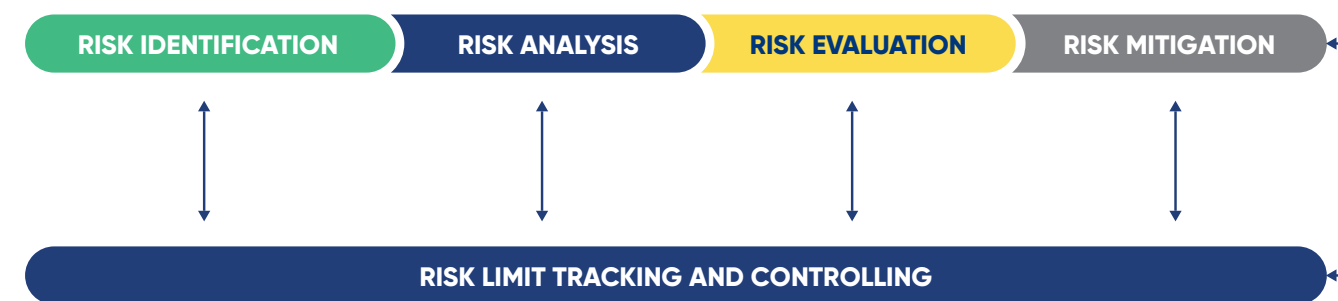 RISK IDENTIFICATION
RISK ANALYSIS
RISK EVALUATION
RISK MITIGATION
RISK LIMIT TRACKING AND CONTROLLING